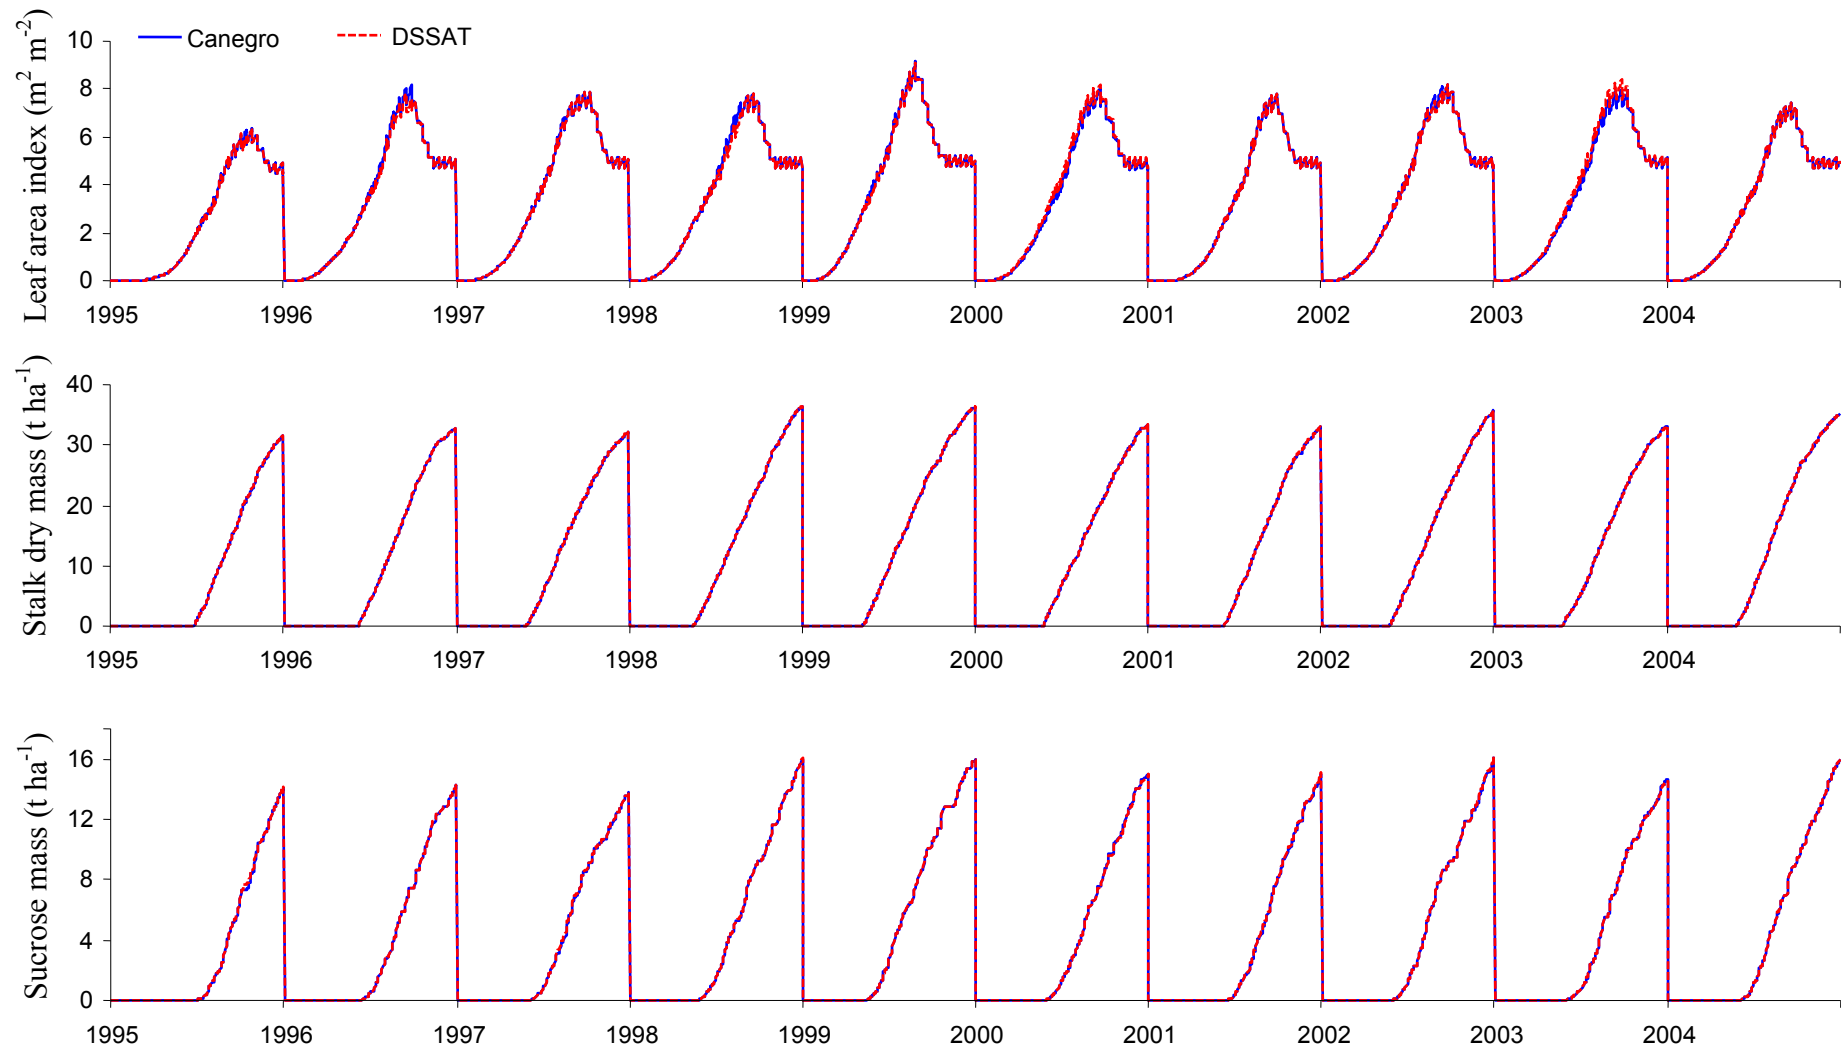 Canegro DSSAT
Leaf area index (m² m⁻²)
10
8
6
4
2
0
1995 1996 1997 1998 1999 2000 2001 2002 2003 2004
Stalk dry mass (t ha⁻¹)
40
30
20
10
0
1995 1996 1997 1998 1999 2000 2001 2002 2003 2004
Sucrose mass (t ha⁻¹)
16
12
8
4
0
1995 1996 1997 1998 1999 2000 2001 2002 2003 2004